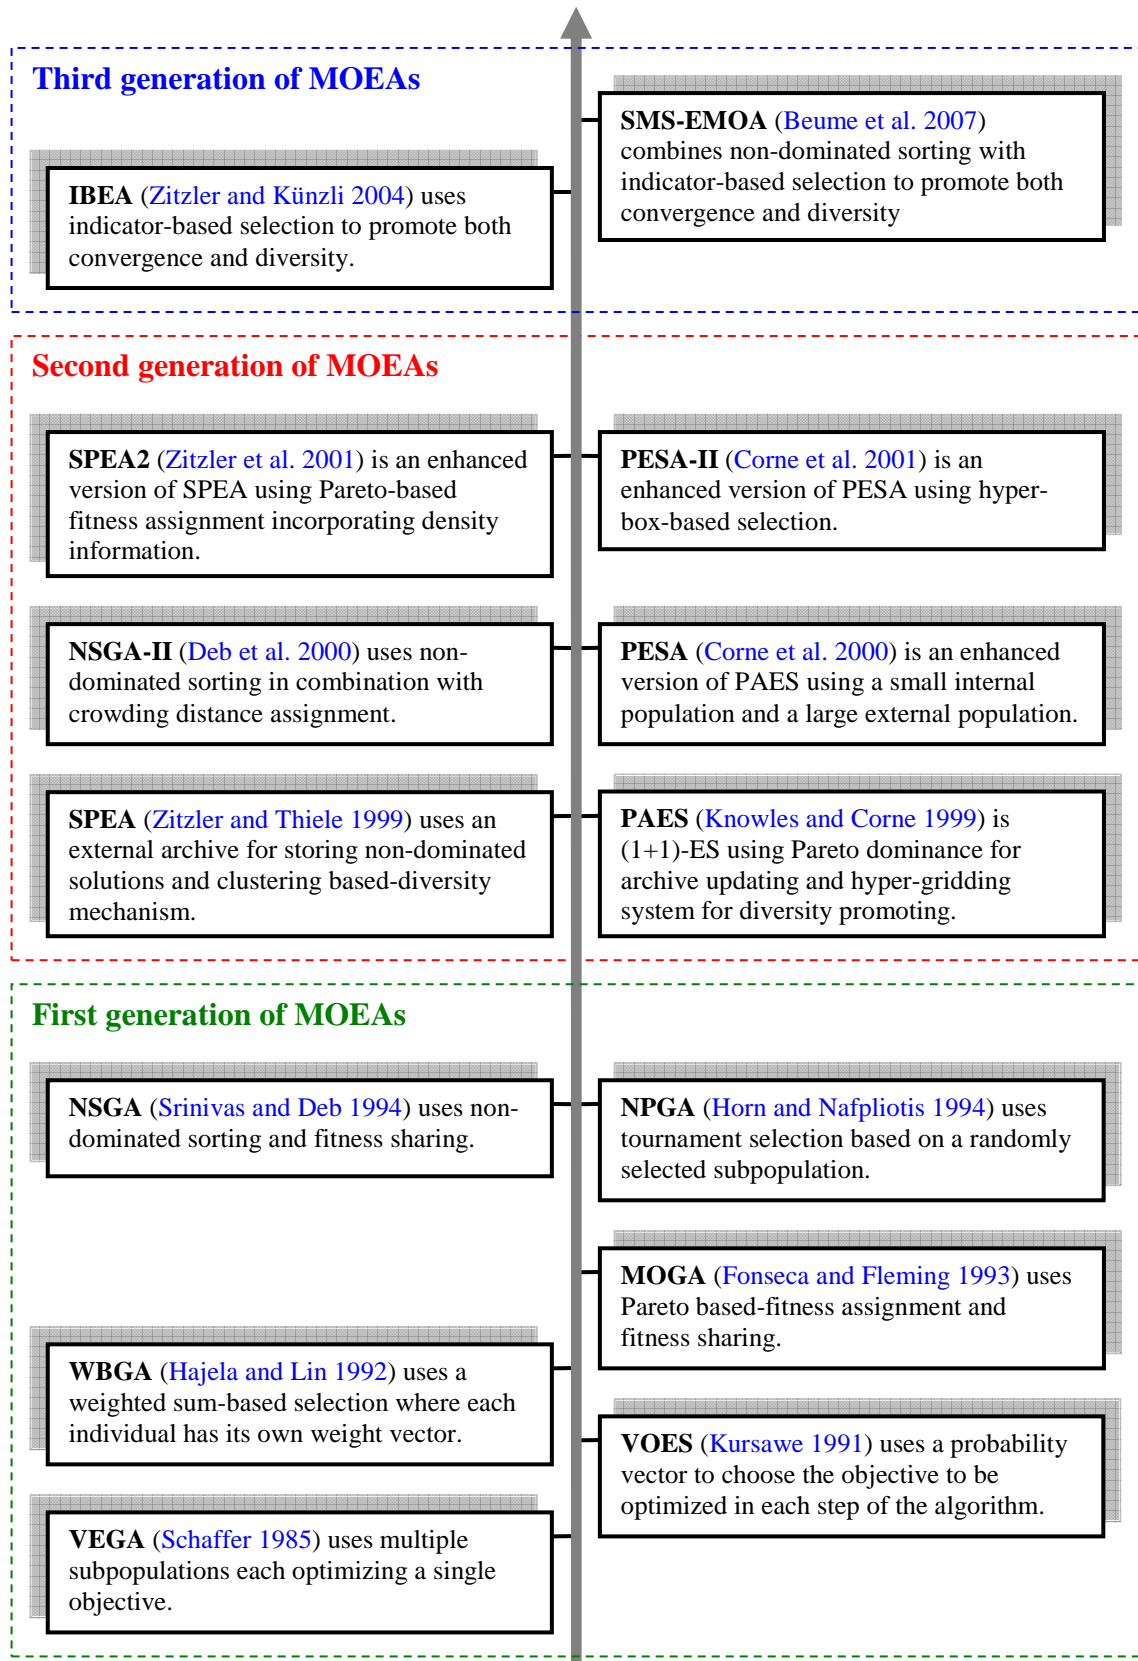 Third generation of MOEAs
SMS-EMOA (Beume et al. 2007)
combines non-dominated sorting with
indicator-based selection to promote both
convergence and diversity
IBEA (Zitzler and Künzli 2004) uses
indicator-based selection to promote both
convergence and diversity.
Second generation of MOEAs
SPEA2 (Zitzler et al. 2001) is an enhanced
version of SPEA using Pareto-based
fitness assignment incorporating density
information.
PESA-II (Corne et al. 2001) is an
enhanced version of PESA using hyper-
box-based selection.
NSGA-II (Deb et al. 2000) uses non-
dominated sorting in combination with
crowding distance assignment.
PESA (Corne et al. 2000) is an enhanced
version of PAES using a small internal
population and a large external population.
SPEA (Zitzler and Thiele 1999) uses an
external archive for storing non-dominated
solutions and clustering based-diversity
mechanism.
PAES (Knowles and Corne 1999) is
(1+1)-ES using Pareto dominance for
archive updating and hyper-gridding
system for diversity promoting.
First generation of MOEAs
NSGA (Srinivas and Deb 1994) uses non-
dominated sorting and fitness sharing.
NPGA (Horn and Nafpliotis 1994) uses
tournament selection based on a randomly
selected subpopulation.
MOGA (Fonseca and Fleming 1993) uses
Pareto based-fitness assignment and
fitness sharing.
WBGA (Hajela and Lin 1992) uses a
weighted sum-based selection where each
individual has its own weight vector.
VOES (Kursawe 1991) uses a probability
vector to choose the objective to be
optimized in each step of the algorithm.
VEGA (Schaffer 1985) uses multiple
subpopulations each optimizing a single
objective.